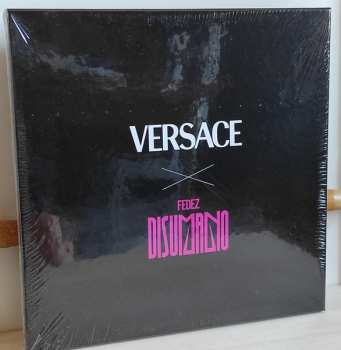 VERSACE
X
FEDEZ
DISUMANO